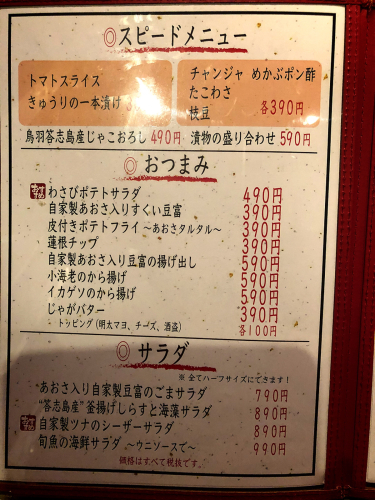 ◎スピードメニュー
トマトスライス
きゅうりの一本漬け
チャンジャ めかぶポン酢
たこわさ
枝豆 各390円
鳥羽答志島産じゃこおろし 490円 漬物の盛り合わせ 590円
◎おつまみ
わさびポテトサラダ 490円
自家製あおさ入りすくい豆富 390円
皮付きポテトフライ ～あおさタルタル～ 390円
蓮根チップ 390円
自家製あおさ入り豆富の揚げ出し 590円
小海老のから揚げ 590円
イカゲソのから揚げ 590円
じゃがバター 390円
- トッピング(明太マヨ、チーズ、酒盗) 各100円
◎サラダ
※全てハーフサイズにできます!
あおさ入り自家製豆富のごまサラダ 790円
“答志島産”釜揚げしらすと海藻サラダ 890円
自家製ツナのシーザーサラダ 890円
旬魚の海鮮サラダ ～ウニソースで～ 990円
価格はすべて税抜です。